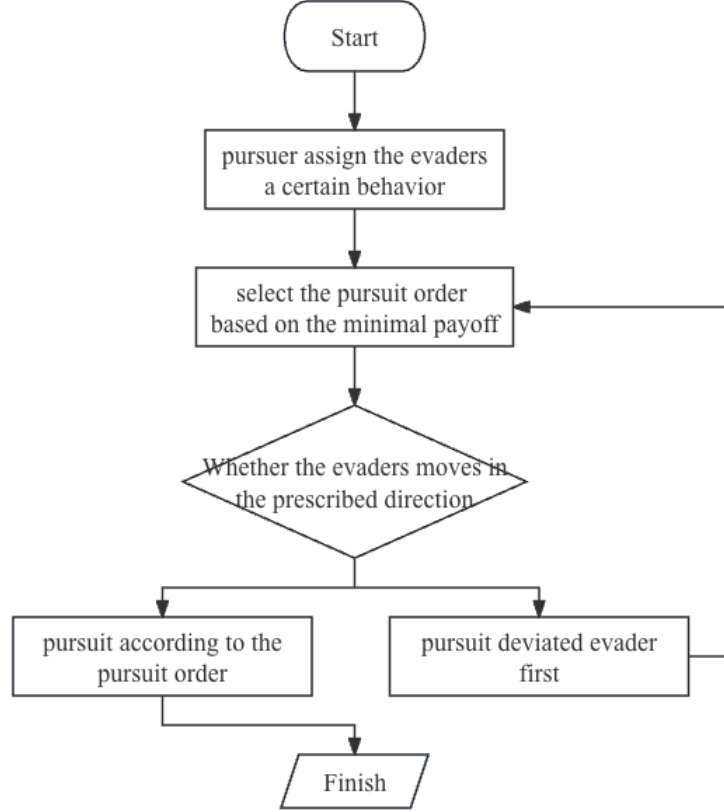 Start
pursuer assign the evaders
a certain behavior
select the pursuit order
based on the minimal payoff
Whether the evaders moves in
the prescribed direction
pursuit according to the
pursuit order
pursuit deviated evader
first
Finish